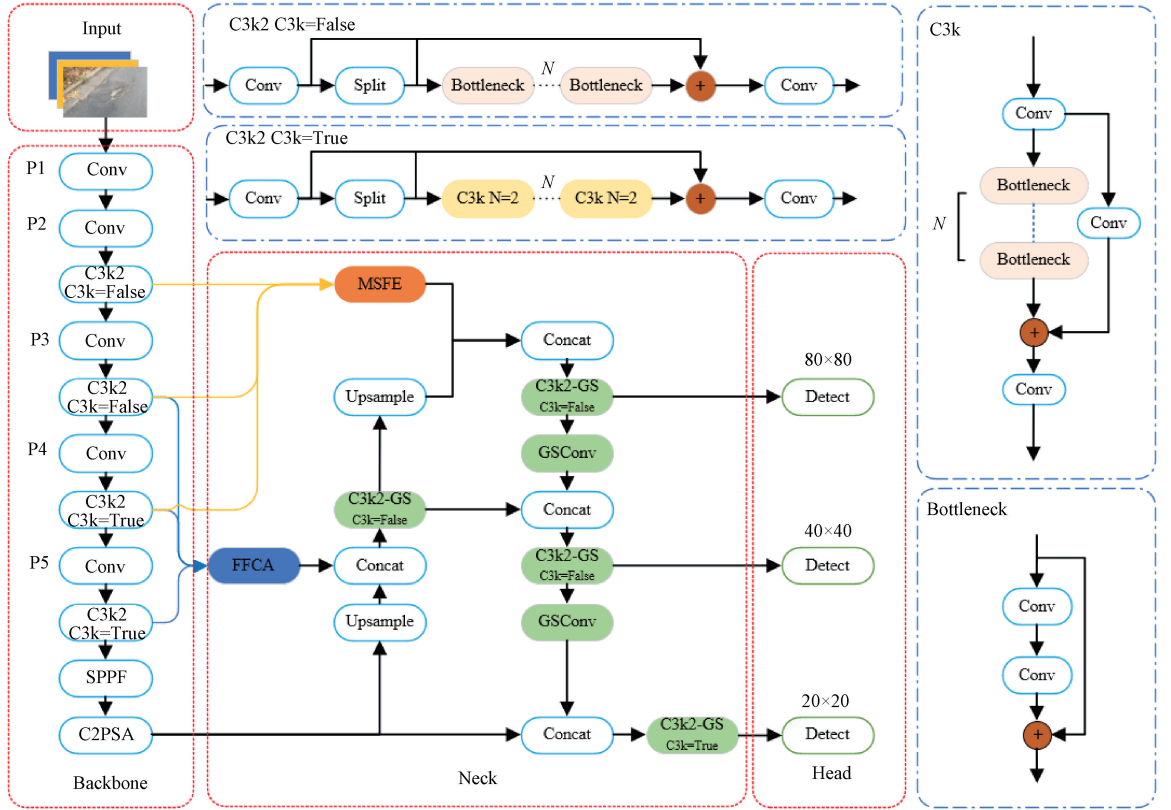 Input
P1
Conv
P2
Conv
C3k2
C3k=False
P3
Conv
C3k2
C3k=False
P4
Conv
C3k2
C3k=True
P5
Conv
C3k2
C3k=True
SPPF
C2PSA
Backbone
C3k2 C3k=False
Conv
Split
Bottleneck
N
Bottleneck
+
Conv
C3k2 C3k=True
Conv
Split
C3k N=2
N
C3k N=2
+
Conv
MSFE
Upsample
C3k2-GS
C3k=False
FFCA
Concat
Upsample
Concat
C3k2-GS
C3k=False
GSConv
Concat
C3k2-GS
C3k=False
GSConv
Concat
C3k2-GS
C3k=True
Neck
80×80
Detect
40×40
Detect
20×20
Detect
Head
C3k
Conv
Bottleneck
N
Conv
Bottleneck
+
Conv
Bottleneck
Conv
Conv
+